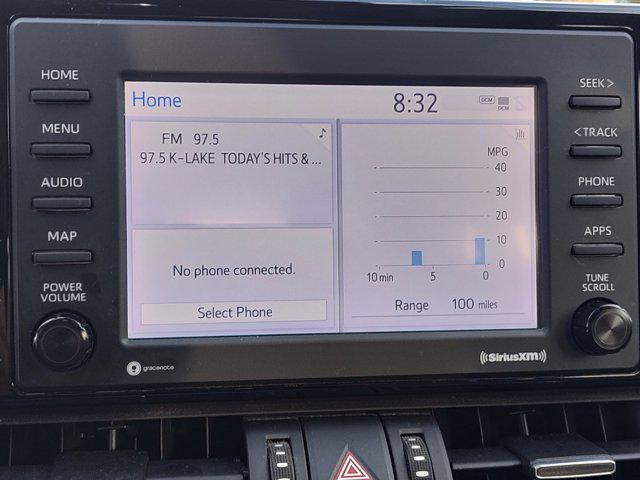 HOME
MENU
AUDIO
MAP
POWER
VOLUME
Home
8:32
DCM
DCM
FM 97.5
97.5 K-LAKE TODAY'S HITS & ...
No phone connected.
Select Phone
MPG
40
30
20
10
0
10 min 5 0
Range 100 miles
SEEK >
< TRACK
PHONE
APPS
TUNE
SCROLL
gracenote
((SiriusXM))